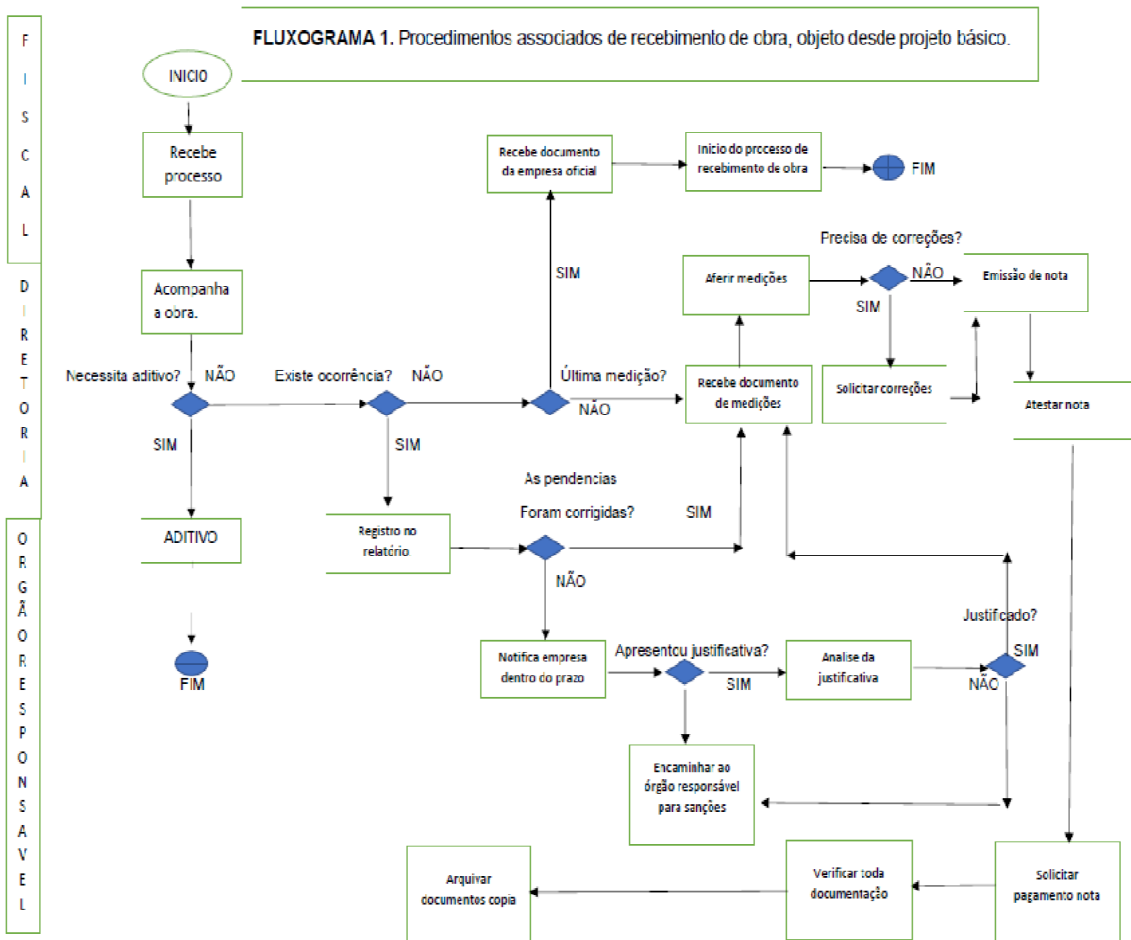 FLUXOGRAMA 1. Procedimentos associados de recebimento de obra, objeto desde projeto básico.
F
I
S
C
A
L
D
I
R
E
T
O
R
I
A
O
R
G
Ã
O
R
E
S
P
O
N
S
A
V
E
L
INICIO
Recebe
processo
Acompanha
a obra.
Necessita aditivo?
NÃO
SIM
ADITIVO
FIM
Existe ocorrência?
NÃO
SIM
Registro no
relatório
Última medição?
SIM
NÃO
Recebe documento
da empresa oficial
Inicio do processo de
recebimento de obra
FIM
Recebe documento
de medições
Aferir medições
Precisa de correções?
NÃO
SIM
Solicitar correções
Emissão de nota
Atestar nota
As pendencias
Foram corrigidas?
SIM
NÃO
Notifica empresa
dentro do prazo
Apresentou justificativa?
SIM
Analise da
justificativa
Justificado?
SIM
NÃO
Encaminhar ao
órgão responsável
para sanções
Solicitar
pagamento nota
Verificar toda
documentação
Arquivar
documentos copia